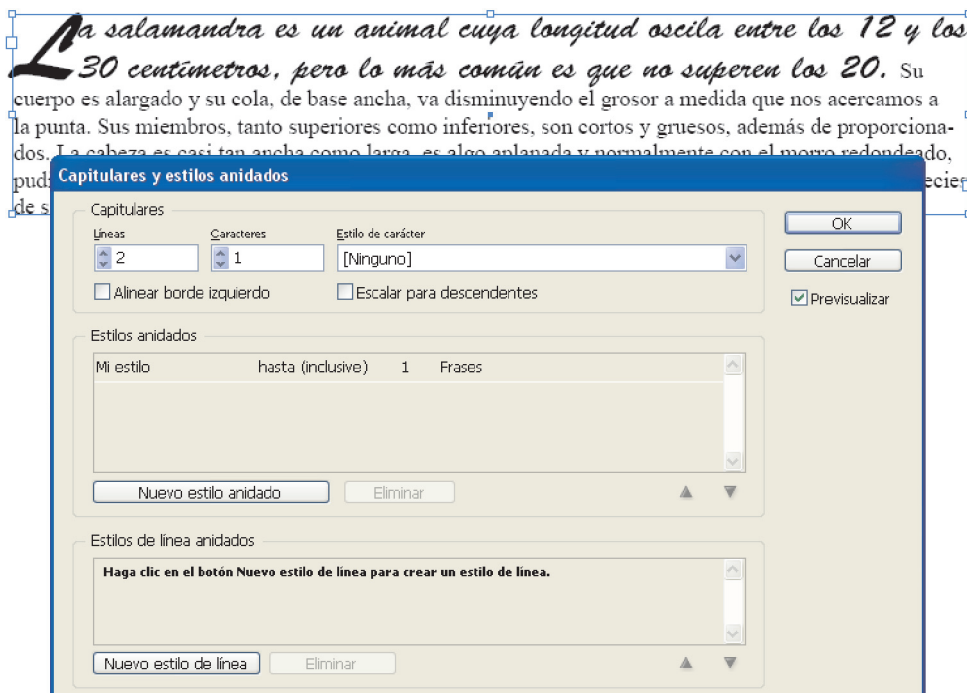 La salamandra es un animal cuya longitud oscila entre los 12 y los
30 centímetros, pero lo más común es que no superen los 20. Su
cuerpo es alargado y su cola, de base ancha, va disminuyendo el grosor a medida que nos acercamos a
la punta. Sus miembros, tanto superiores como inferiores, son cortos y gruesos, además de proporciona-
dos. La cabeza es casi tan ancha como larga, es algo aplanada y normalmente con el morro redondeado,
de s
Capitulares y estilos anidados
Capitulares
Líneas Caracteres Estilo de carácter
2 1 [Ninguno]
Alinear borde izquierdo Escalar para descendentes
OK
Cancelar
Previsualizar
Estilos anidados
Mi estilo hasta (inclusive) 1 Frases
Nuevo estilo anidado Eliminar
Estilos de línea anidados
Haga clic en el botón Nuevo estilo de línea para crear un estilo de línea.
Nuevo estilo de línea Eliminar